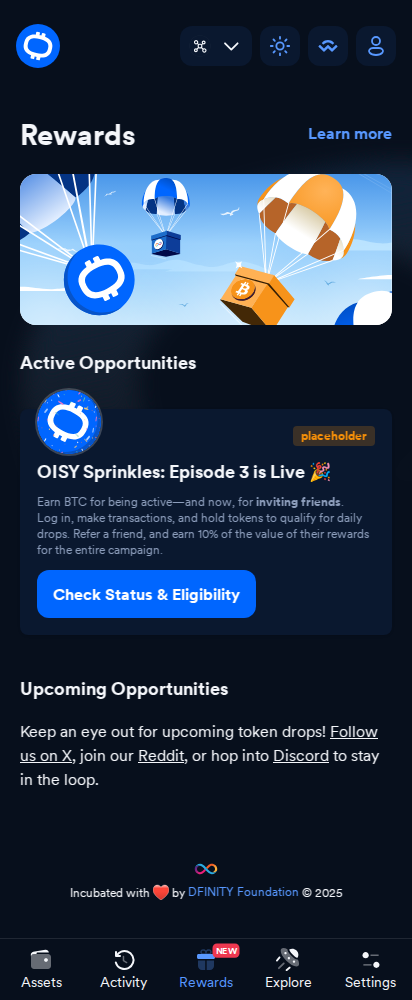 Rewards
Learn more
Active Opportunities
placeholder
OISY Sprinkles: Episode 3 is Live 🎉
Earn BTC for being active—and now, for inviting friends.
Log in, make transactions, and hold tokens to qualify for daily
drops. Refer a friend, and earn 10% of the value of their rewards
for the entire campaign.
Check Status & Eligibility
Upcoming Opportunities
Keep an eye out for upcoming token drops! Follow
us on X, join our Reddit, or hop into Discord to stay
in the loop.
Incubated with ❤️ by DFINITY Foundation © 2025
NEW
Assets
Activity
Rewards
Explore
Settings